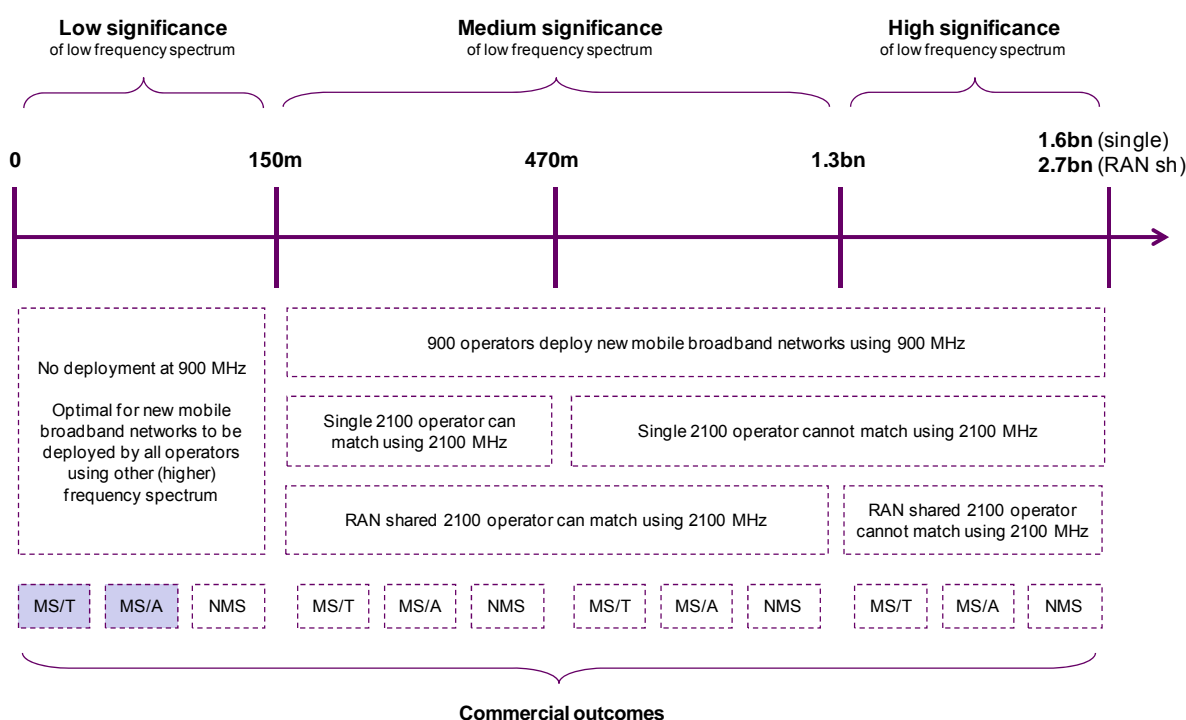 Low significance
of low frequency spectrum
Medium significance
of low frequency spectrum
High significance
of low frequency spectrum
0
150m
470m
1.3bn
1.6bn (single)
2.7bn (RAN sh)
No deployment at 900 MHz
Optimal for new mobile
broadband networks to be
deployed by all operators
using other (higher)
frequency spectrum
900 operators deploy new mobile broadband networks using 900 MHz
Single 2100 operator can
match using 2100 MHz
Single 2100 operator cannot match using 2100 MHz
RAN shared 2100 operator can match using 2100 MHz
RAN shared 2100 operator
cannot match using 2100 MHz
MS/T
MS/A
NMS
MS/T
MS/A
NMS
MS/T
MS/A
NMS
MS/T
MS/A
NMS
Commercial outcomes